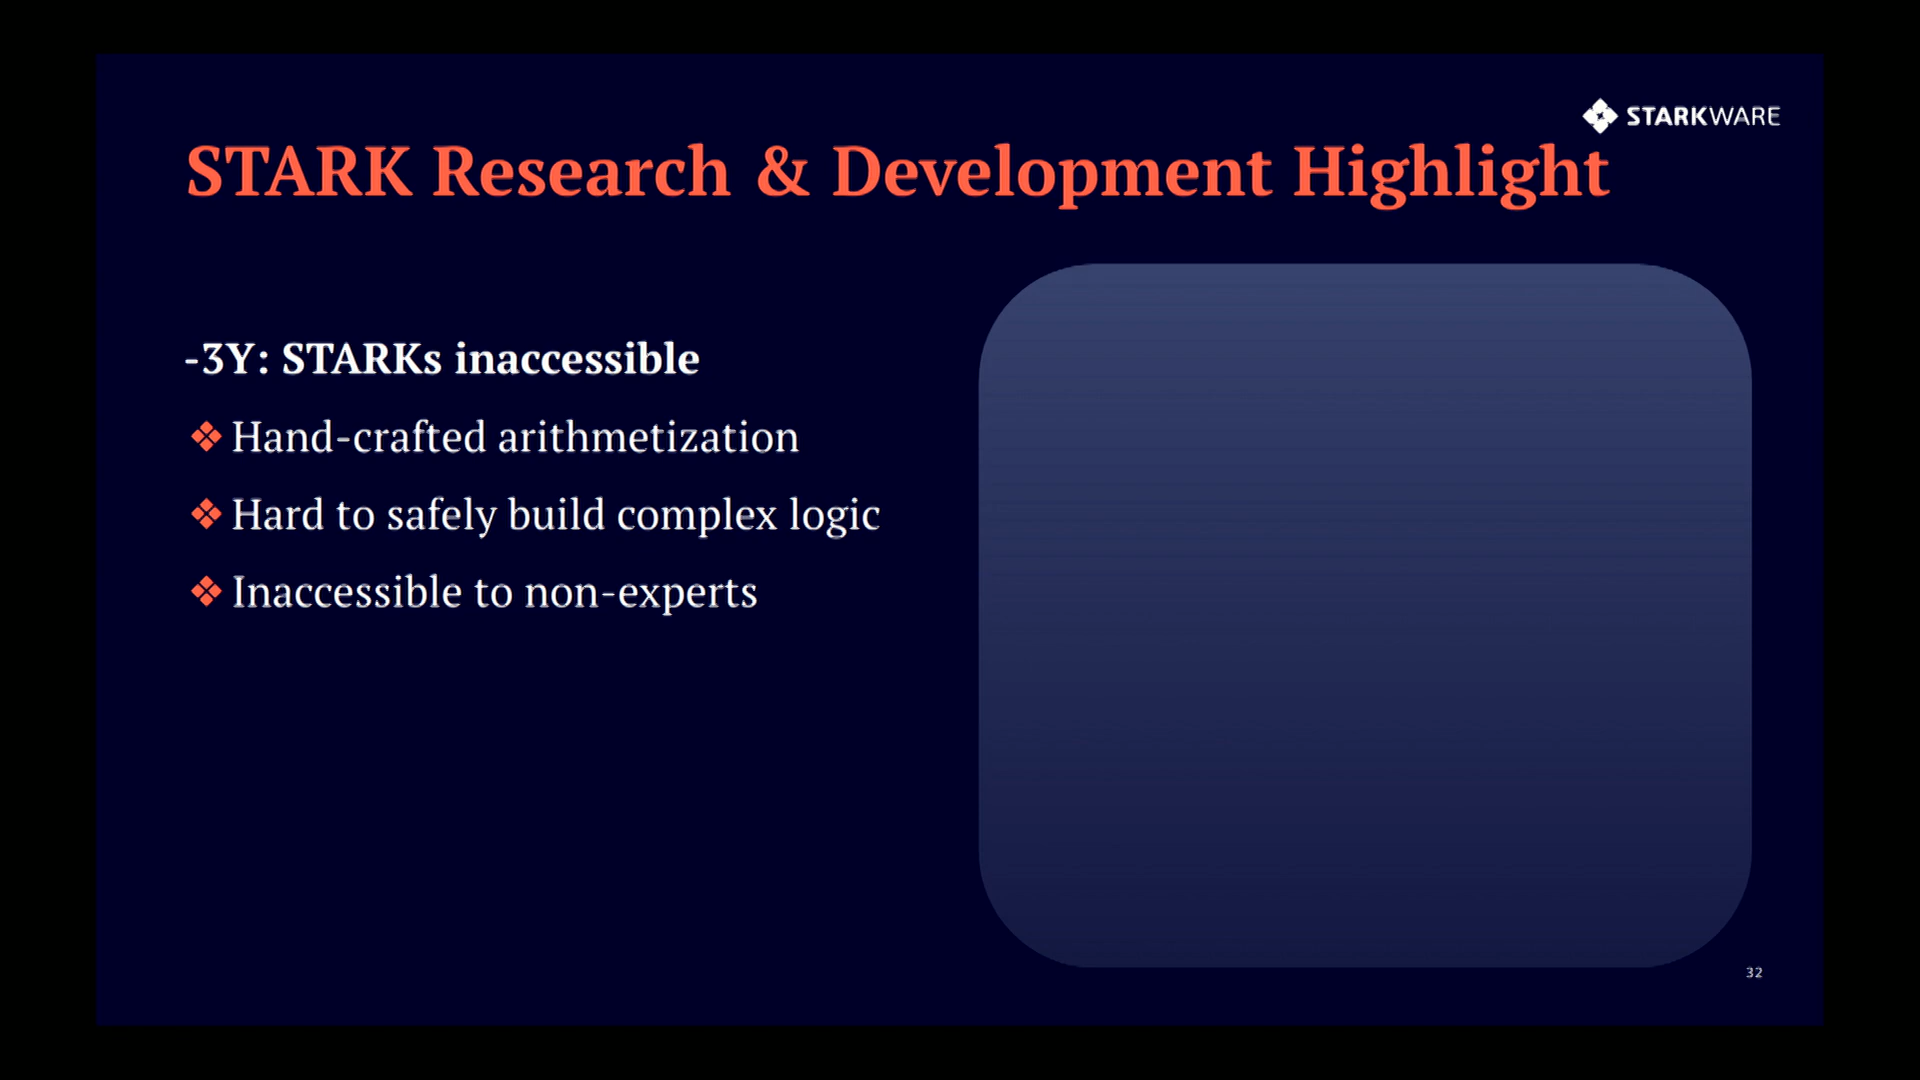 STARKWARE
STARK Research & Development Highlight
-3Y: STARKs inaccessible
❖ Hand-crafted arithmetization
❖ Hard to safely build complex logic
❖ Inaccessible to non-experts
32